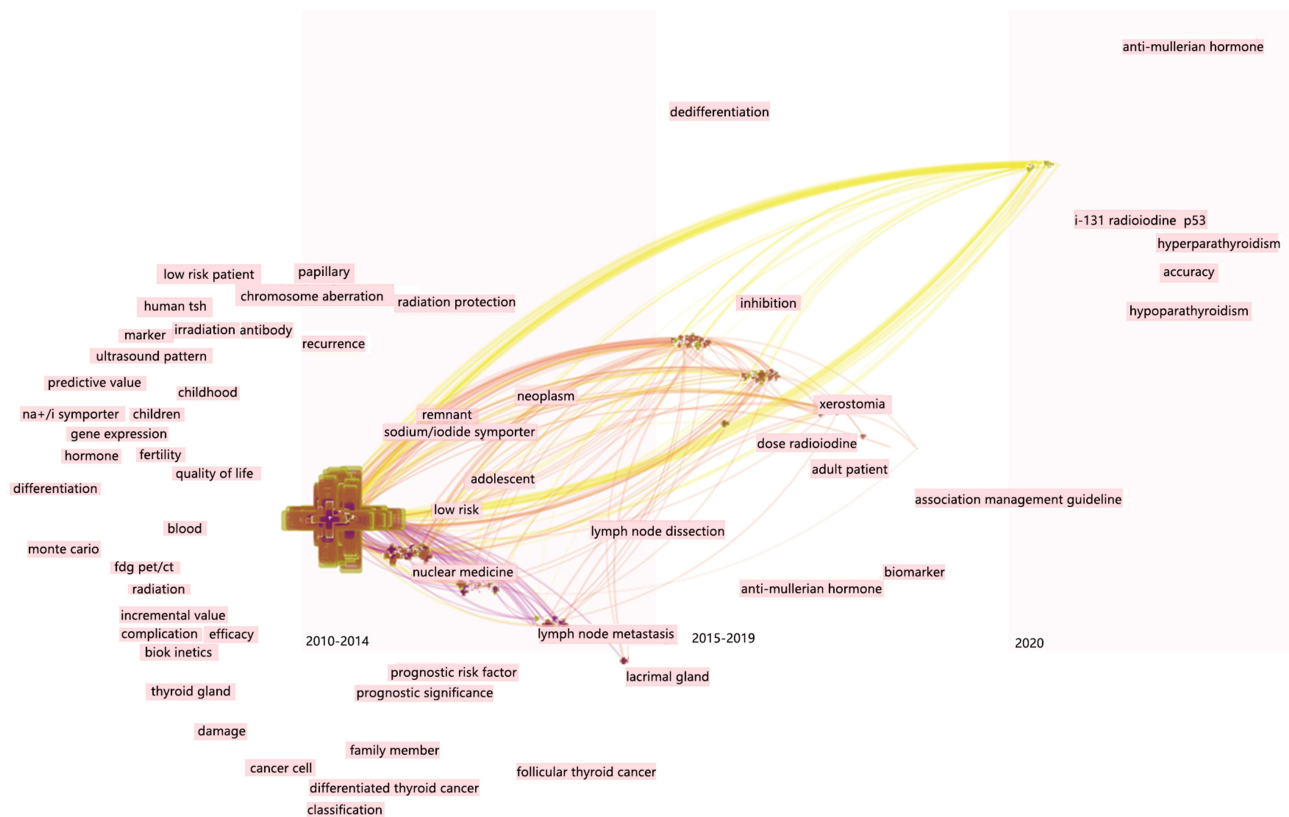 anti-mullerian hormone
dedifferentiation
i-131 radioiodine p53
hyperparathyroidism
low risk patient
papillary
accuracy
chromosome aberration
radiation protection
human tsh
inhibition
hypoparathyroidism
marker
irradiation
antibody
recurrence
ultrasound pattern
predictive value
childhood
neoplasm
xerostomia
na+/i symporter
children
remnant
gene expression
sodium/iodide symporter
dose radioiodine
hormone
fertility
quality of life
adolescent
adult patient
differentiation
low risk
association management guideline
blood
lymph node dissection
monte cario
fdg pet/ct
nuclear medicine
biomarker
radiation
anti-mullerian hormone
incremental value
complication
efficacy
lymph node metastasis
2010-2014
2015-2019
2020
biok inetics
prognostic risk factor
lacrimal gland
thyroid gland
prognostic significance
damage
family member
cancer cell
follicular thyroid cancer
differentiated thyroid cancer
classification